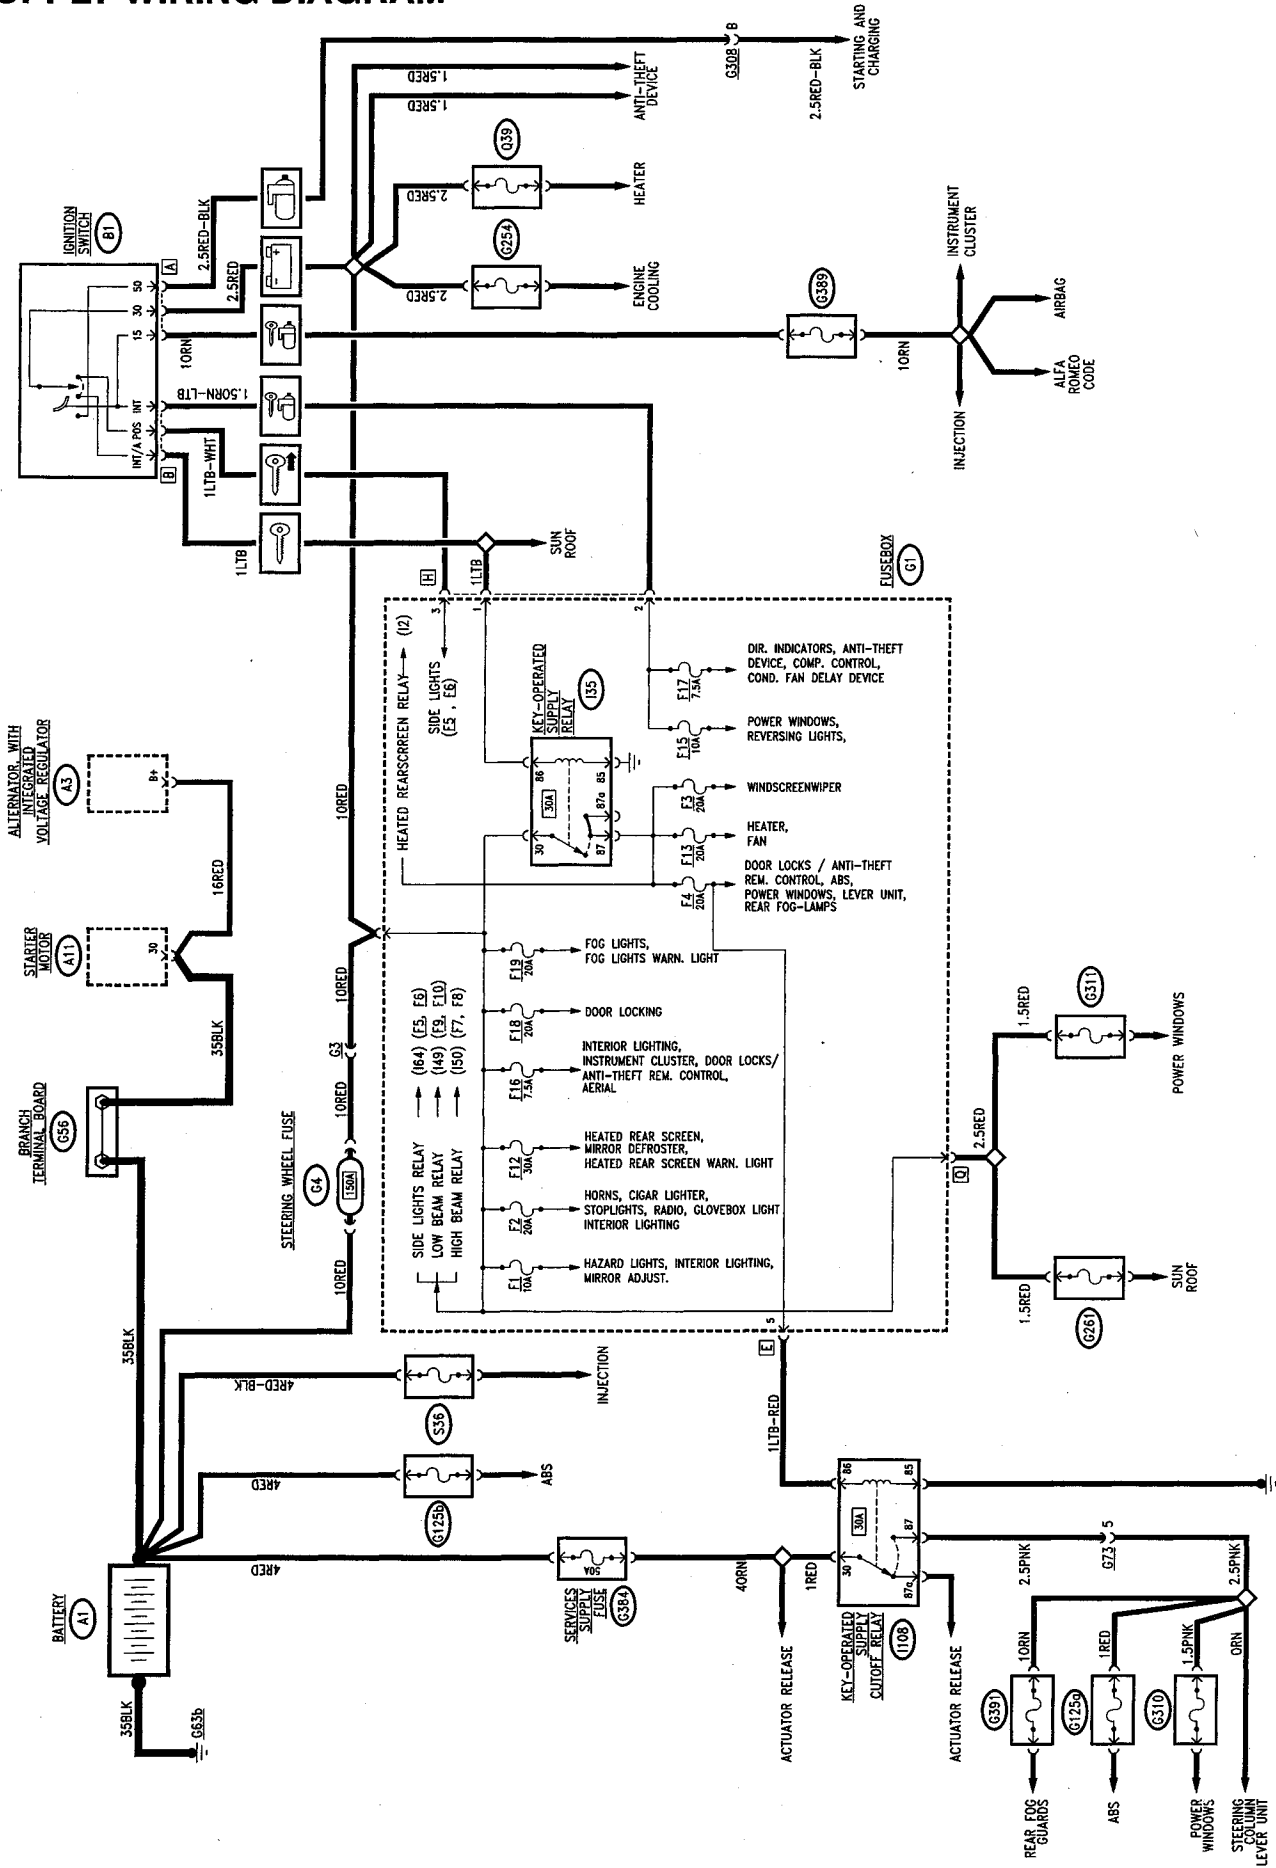 SUPPLY WIRING DIAGRAM
BATTERY
A1
35BLK
G63b
35BLK
BRANCH
TERMINAL BOARD
G56
35BLK
STARTER
MOTOR
A11
30
16RED
ALTERNATOR, WITH
INTEGRATED
VOLTAGE REGULATOR
A3
B+
IGNITION
SWITCH
B1
INT/A
POS
INT
15
30
50
B
A
1LTB
1LTB-WHT
1.5ORN-LTB
10RN
2.5RED
2.5RED-BLK
+
-
STEERING WHEEL FUSE
G4
150A
10RED
10RED
G3
10RED
10RED
4RED-BLK
S36
INJECTION
4RED
G125b
ABS
4RED
SERVICES
SUPPLY
FUSE
G384
50A
4ORN
1RED
ACTUATOR RELEASE
KEY-OPERATED
SUPPLY
CUTOFF RELAY
I108
30A
30
86
85
87
87a
ACTUATOR RELEASE
1LTB-RED
E
5
2.5PNK
G73
5
2.5PNK
10RN
1RED
1.5PNK
ORN
G391
G125a
G310
REAR FOG
GUARDS
ABS
POWER
WINDOWS
STEERING
COLUMN
LEVER UNIT
FUSEBOX
G1
SIDE LIGHTS RELAY
(I64) (F5, F6)
LOW BEAM RELAY
(I49) (F9, F10)
HIGH BEAM RELAY
(I50) (F7, F8)
HEATED REARSCRREEN RELAY
(I2)
SIDE LIGHTS
(F5 , F6)
H
3
1
2
1LTB
SUN
ROOF
KEY-OPERATED
SUPPLY
RELAY
I35
30A
30
86
85
87
87a
F1
10A
HAZARD LIGHTS, INTERIOR LIGHTING,
MIRROR ADJUST.
F2
20A
HORNS, CIGAR LIGHTER,
STOPLIGHTS, RADIO, GLOVEBOX LIGHT
INTERIOR LIGHTING
F12
30A
HEATED REAR SCREEN,
MIRROR DEFROSTER,
HEATED REAR SCREEN WARN. LIGHT
F16
7.5A
INTERIOR LIGHTING,
INSTRUMENT CLUSTER, DOOR LOCKS/
ANTI-THEFT REM. CONTROL,
AERIAL
F18
20A
DOOR LOCKING
F19
20A
FOG LIGHTS,
FOG LIGHTS WARN. LIGHT
F4
20A
DOOR LOCKS / ANTI-THEFT
REM. CONTROL, ABS,
POWER WINDOWS, LEVER UNIT,
REAR FOG-LAMPS
F13
20A
HEATER,
FAN
F3
20A
WINDSCREENWIPER
F15
10A
POWER WINDOWS,
REVERSING LIGHTS,
F17
7.5A
DIR. INDICATORS, ANTI-THEFT
DEVICE, COMP. CONTROL,
COND. FAN DELAY DEVICE
Q
2.5RED
1.5RED
1.5RED
G261
SUN
ROOF
G311
POWER WINDOWS
2.5RED
G254
ENGINE
COOLING
2.5RED
Q39
HEATER
1.5RED
1.5RED
ANTI-THEFT
DEVICE
G308
B
2.5RED-BLK
STARTING AND
CHARGING
G389
10RN
INJECTION
INSTRUMENT
CLUSTER
ALFA
ROMEO
CODE
AIRBAG